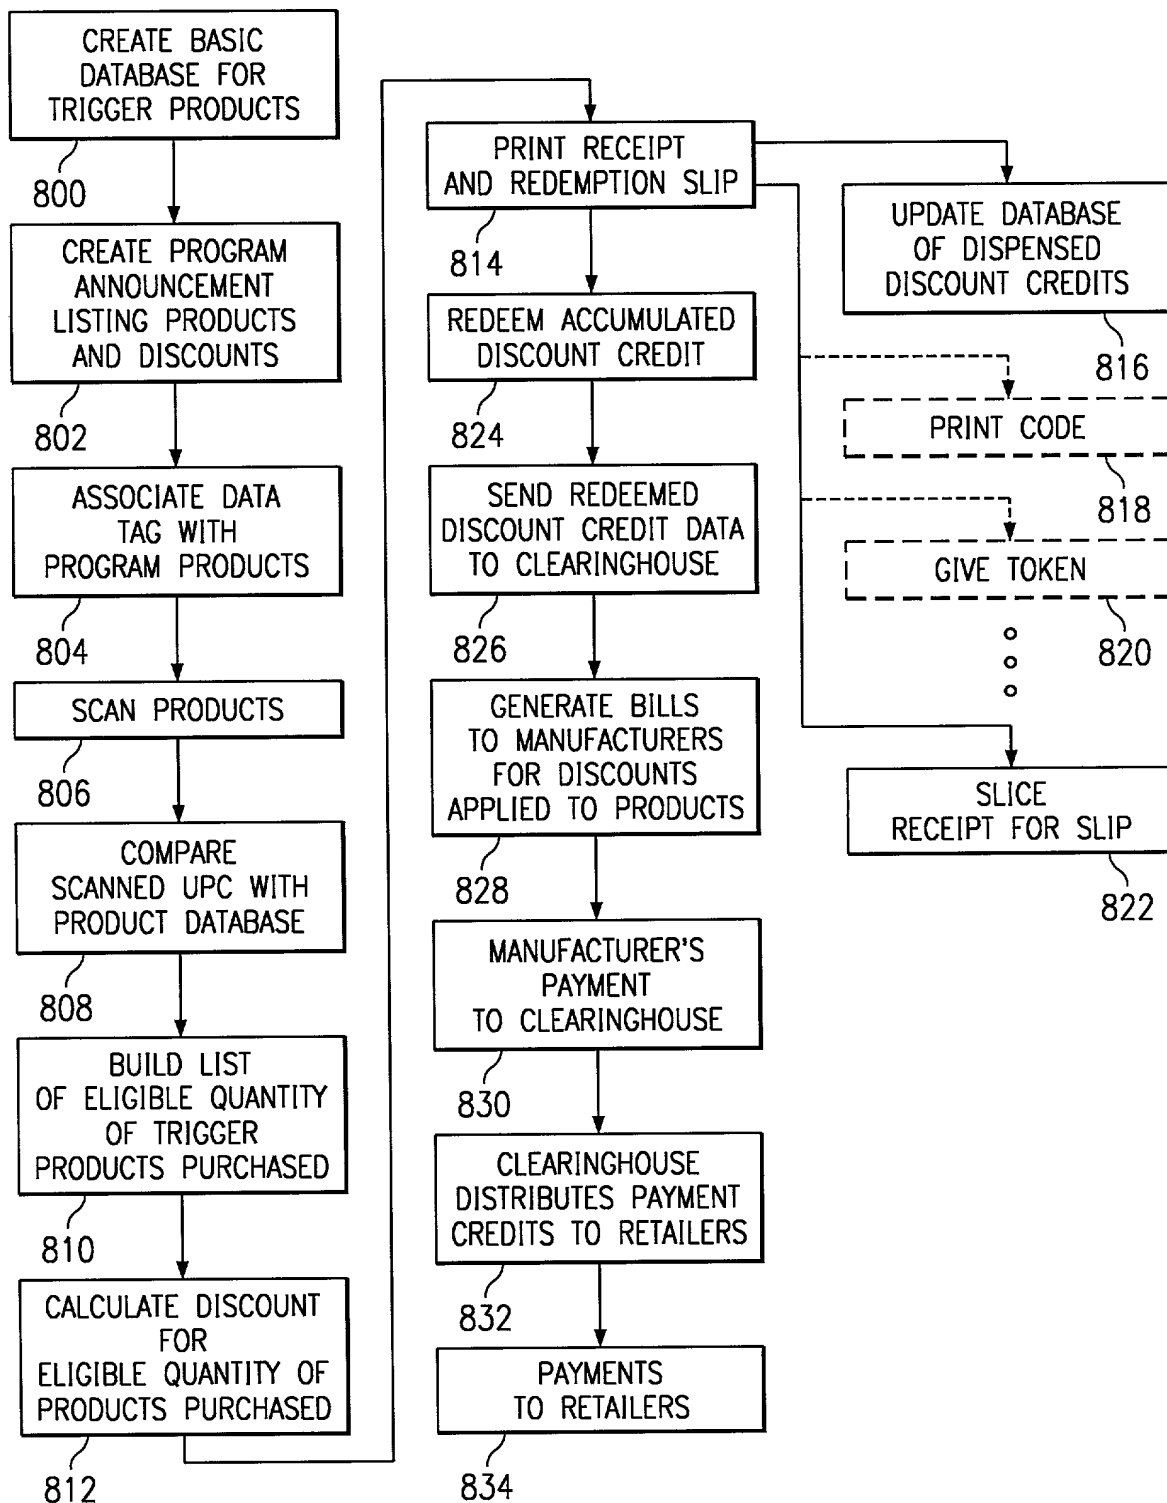 CREATE BASIC
DATABASE FOR
TRIGGER PRODUCTS
800
CREATE PROGRAM
ANNOUNCEMENT
LISTING PRODUCTS
AND DISCOUNTS
802
ASSOCIATE DATA
TAG WITH
PROGRAM PRODUCTS
804
SCAN PRODUCTS
806
COMPARE
SCANNED UPC WITH
PRODUCT DATABASE
808
BUILD LIST
OF ELIGIBLE QUANTITY
OF TRIGGER
PRODUCTS PURCHASED
810
CALCULATE DISCOUNT
FOR
ELIGIBLE QUANTITY OF
PRODUCTS PURCHASED
812
PRINT RECEIPT
AND REDEMPTION SLIP
814
REDEEM ACCUMULATED
DISCOUNT CREDIT
824
SEND REDEEMED
DISCOUNT CREDIT DATA
TO CLEARINGHOUSE
826
GENERATE BILLS
TO MANUFACTURERS
FOR DISCOUNTS
APPLIED TO PRODUCTS
828
MANUFACTURER'S
PAYMENT
TO CLEARINGHOUSE
830
CLEARINGHOUSE
DISTRIBUTES PAYMENT
CREDITS TO RETAILERS
832
PAYMENTS
TO RETAILERS
834
UPDATE DATABASE
OF DISPENSED
DISCOUNT CREDITS
816
PRINT CODE
818
GIVE TOKEN
820
SLICE
RECEIPT FOR SLIP
822